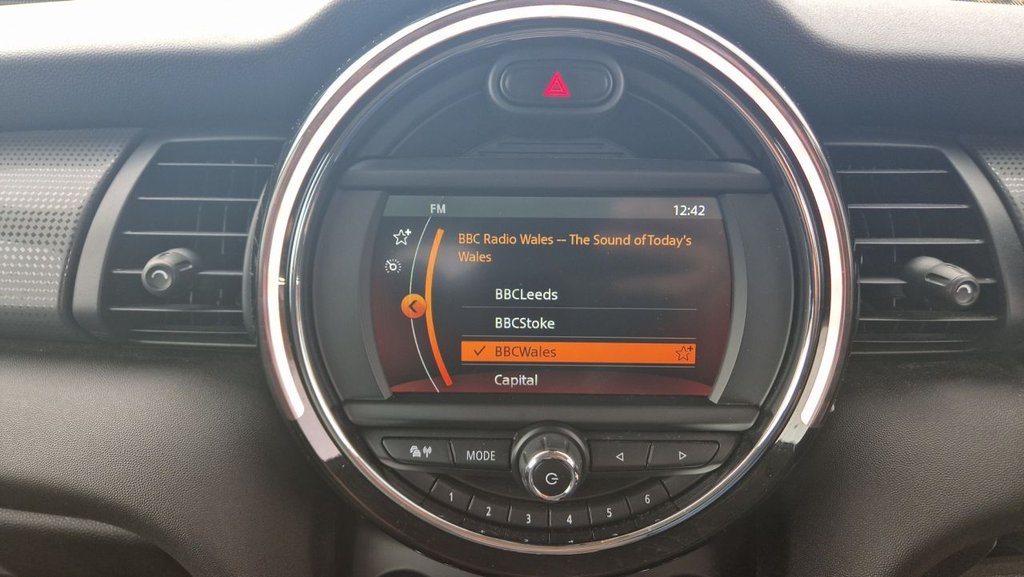 FM 12:42
BBC Radio Wales -- The Sound of Today's
Wales
BBCLeeds
BBCStoke
BBCWales
Capital
MODE
1 2 3 4 5 6